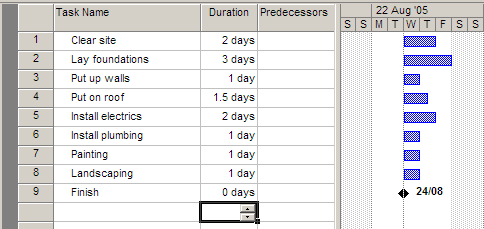 Task Name Duration Predecessors 22 Aug '05
S S M T W T F S S
1 Clear site 2 days
2 Lay foundations 3 days
3 Put up walls 1 day
4 Put on roof 1.5 days
5 Install electrics 2 days
6 Install plumbing 1 day
7 Painting 1 day
8 Landscaping 1 day
9 Finish 0 days 24/08